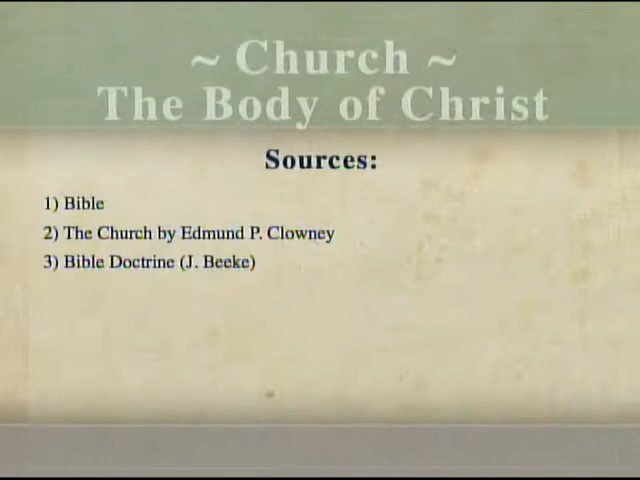 ~ Church ~
The Body of Christ
Sources:
1) Bible
2) The Church by Edmund P. Clowney
3) Bible Doctrine (J. Beeke)